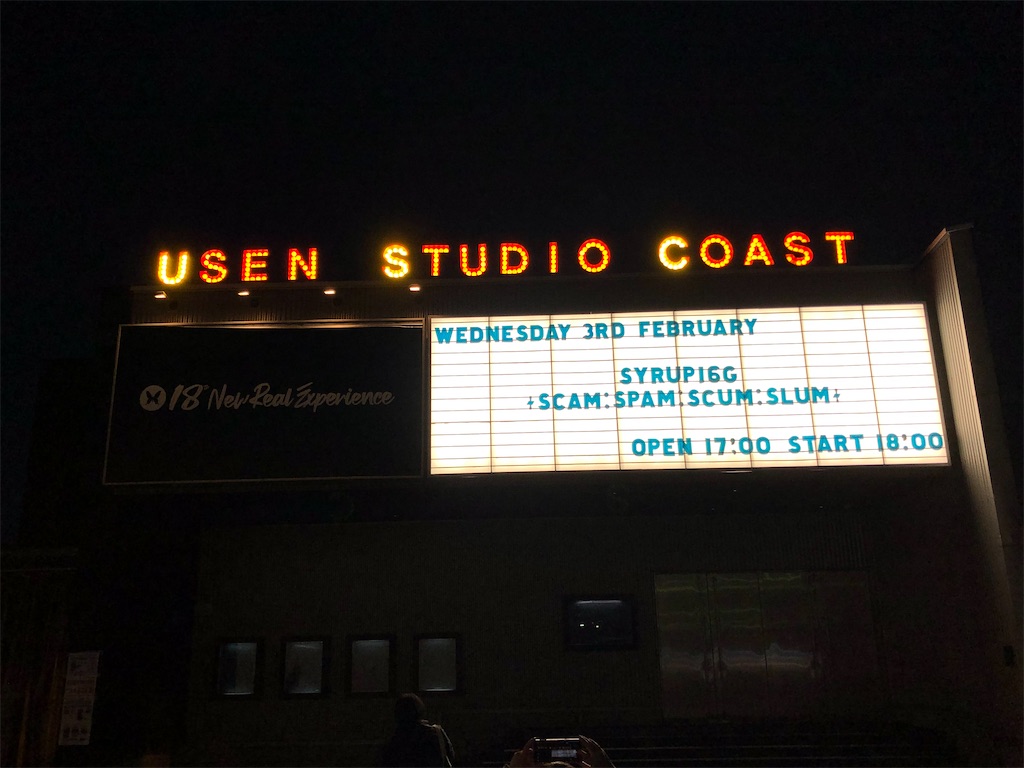 USEN STUDIO COAST
18th New Real Experience
WEDNESDAY 3RD FEBRUARY
SYRUP16G
SCAM:SPAM:SCUM:SLUM
OPEN 17:00 START 18:00